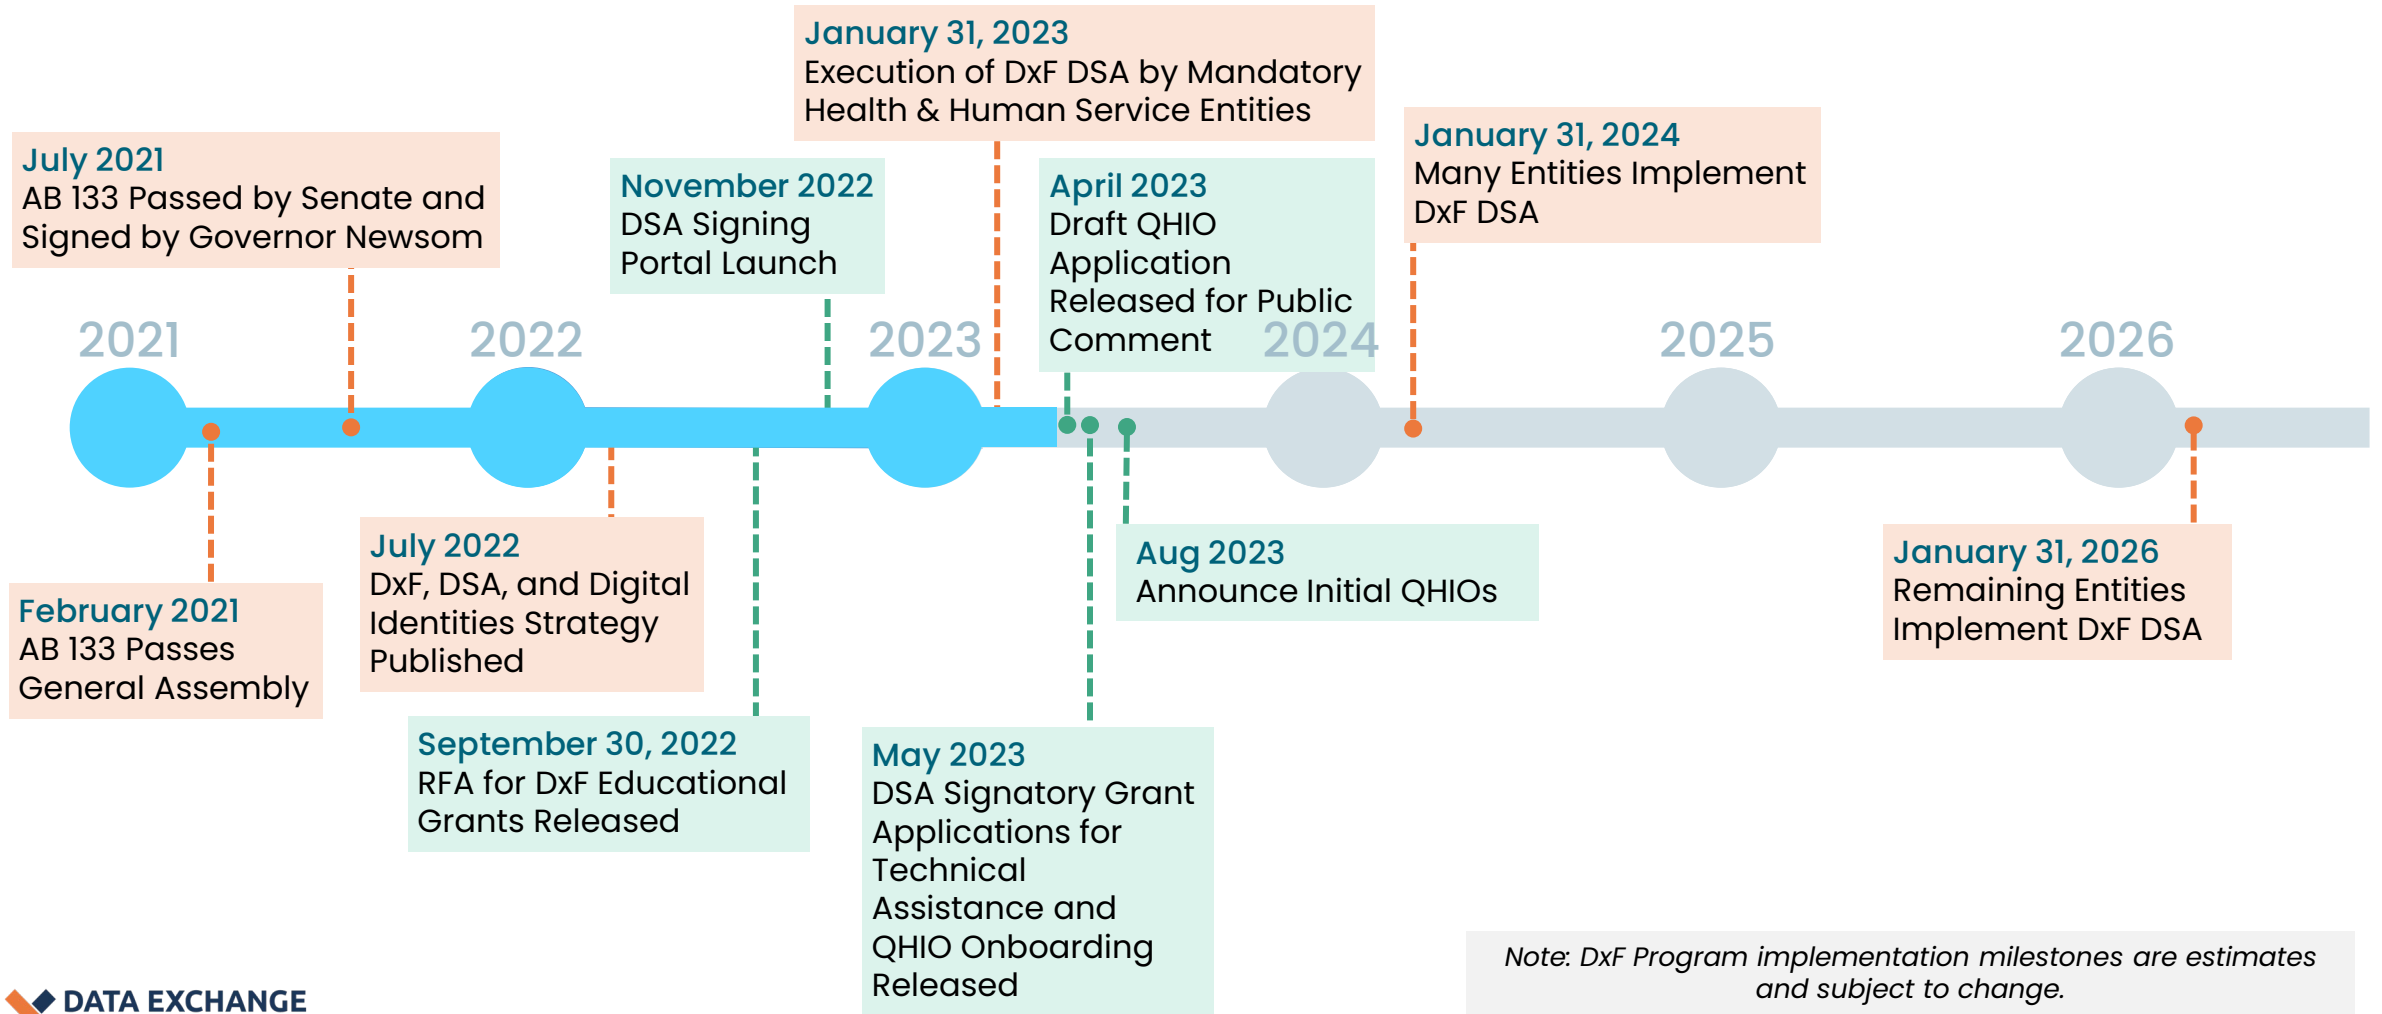 January 31, 2023
Execution of DxF DSA by Mandatory
Health & Human Service Entities
January 31, 2024
Many Entities Implement
DxF DSA
July 2021
AB 133 Passed by Senate and
Signed by Governor Newsom
November 2022
DSA Signing
Portal Launch
April 2023
Draft QHIO
Application
Released for Public
Comment
2021
2022
2023
2024
2025
2026
February 2021
AB 133 Passes
General Assembly
July 2022
DxF, DSA, and Digital
Identities Strategy
Published
Aug 2023
Announce Initial QHIOs
January 31, 2026
Remaining Entities
Implement DxF DSA
September 30, 2022
RFA for DxF Educational
Grants Released
May 2023
DSA Signatory Grant
Applications for
Technical
Assistance and
QHIO Onboarding
Released
Note: DxF Program implementation milestones are estimates
and subject to change.
DATA EXCHANGE